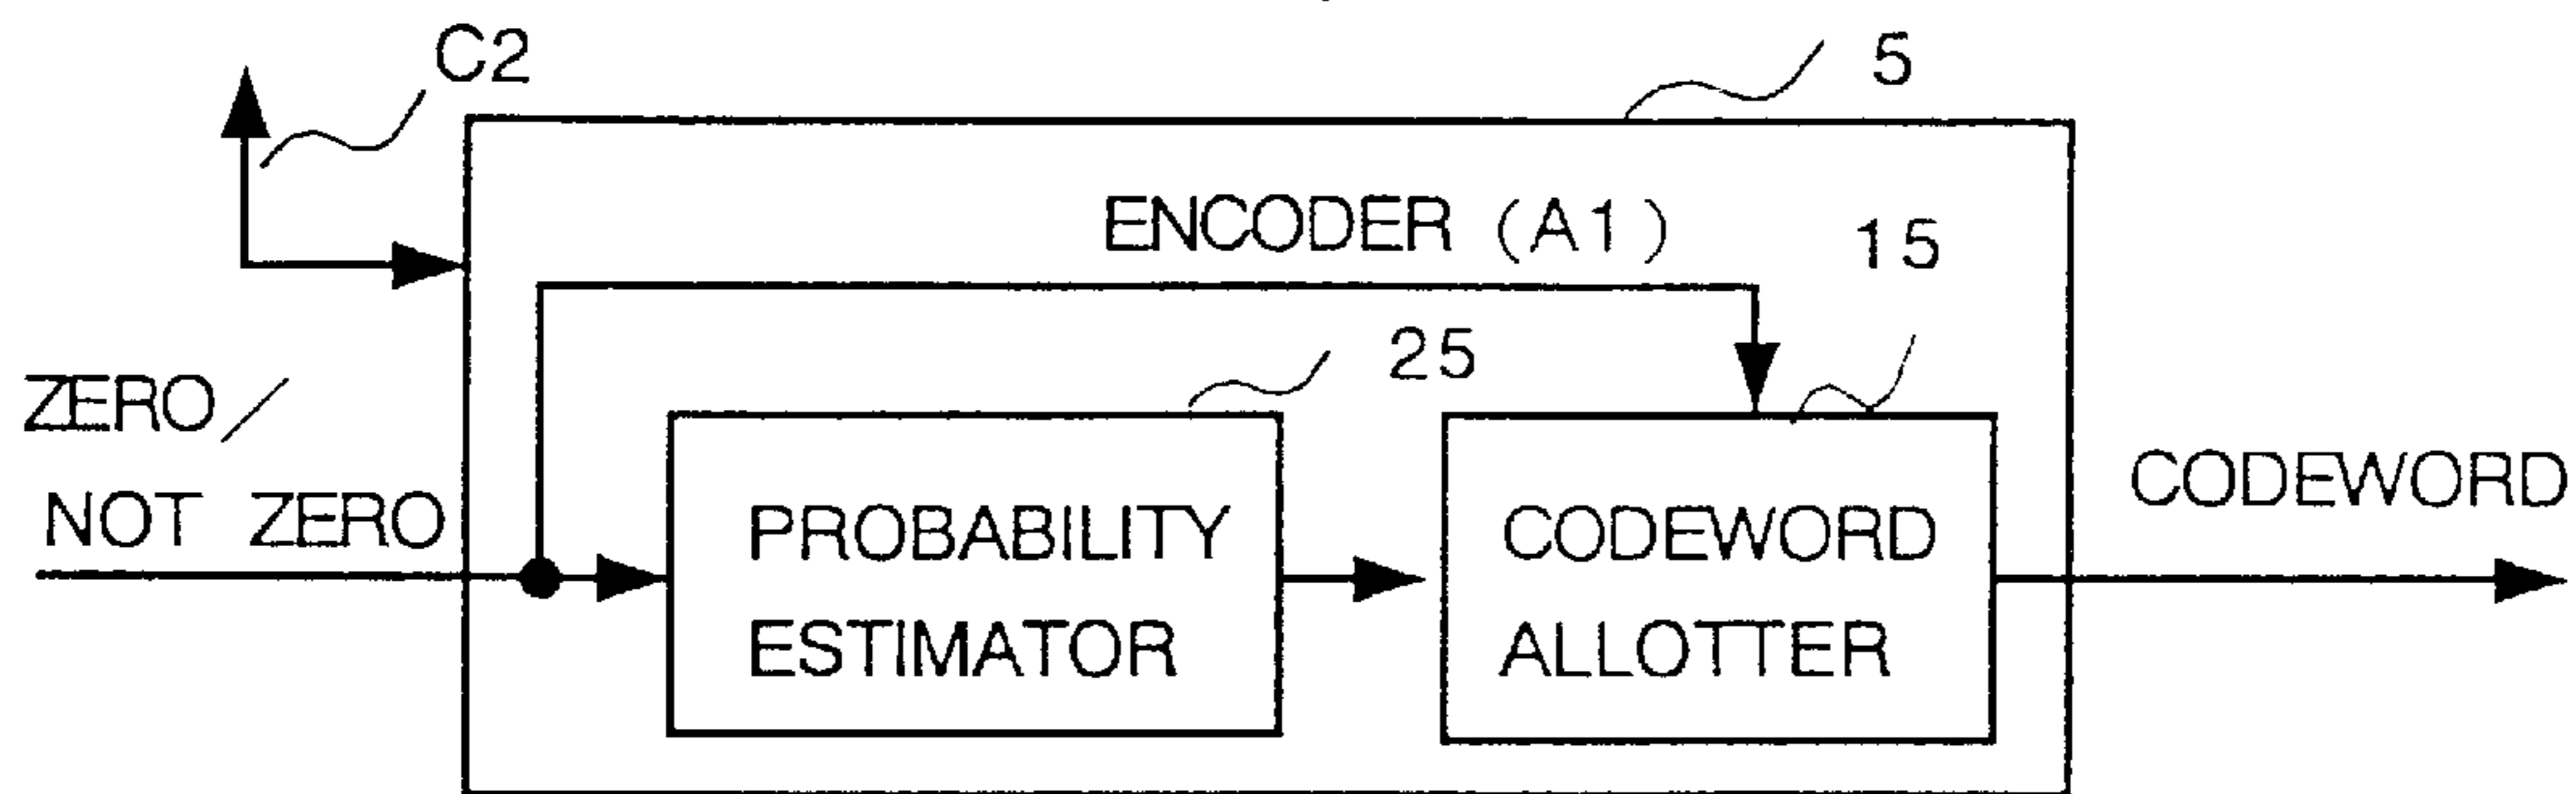 C2
5
ENCODER (A1)
15
25
ZERO/
NOT ZERO
PROBABILITY
ESTIMATOR
CODEWORD
ALLOTTER
CODEWORD